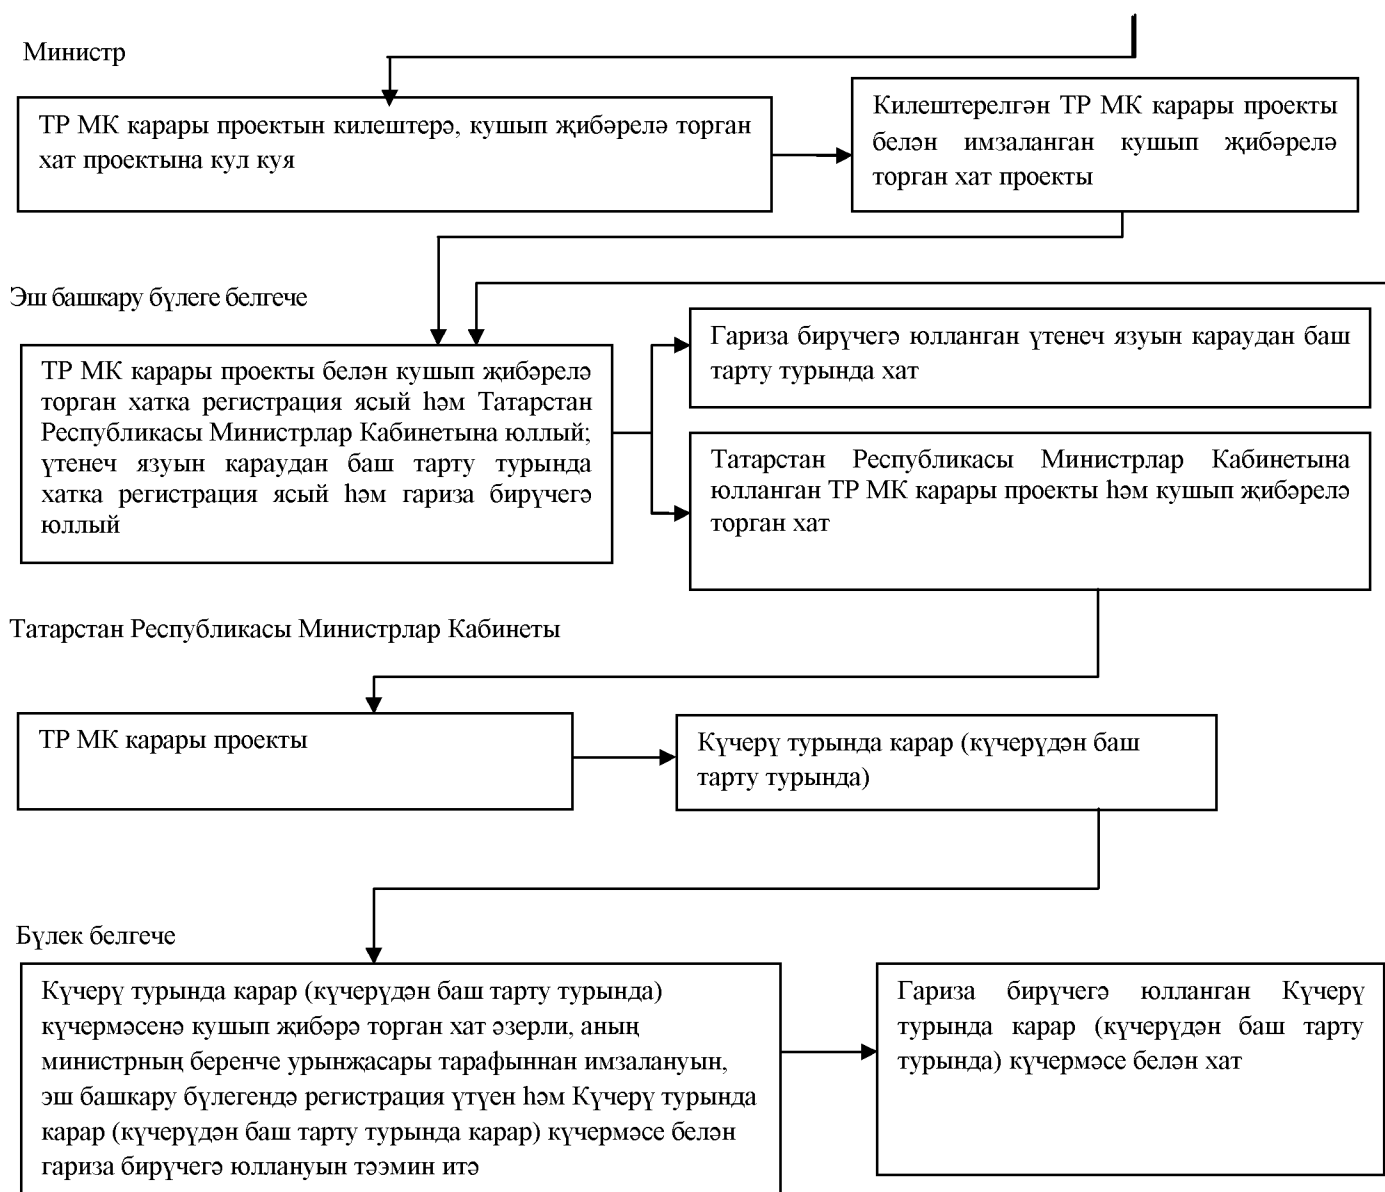 Министр
ТР МК карары проектын килештерә, кушып җибәрелә торган
хат проектына кул куя
Килештерелгән ТР МК карары проекты
белән имзаланган кушып җибәрелә
торган хат проекты
Эш башкару бүлеге белгече
ТР МК карары проекты белән кушып җибәрелә
торган хатка регистрация ясый һәм Татарстан
Республикасы Министрлар Кабинетына юллый;
үтенеч язуын караудан баш тарту турында
хатка регистрация ясый һәм гариза бирүчегә
юллый
Гариза бирүчегә юлланган үтенеч язуын караудан баш
тарту турында хат
Татарстан Республикасы Министрлар Кабинетына
юлланган ТР МК карары проекты һәм кушып җибәрелә
торган хат
Татарстан Республикасы Министрлар Кабинеты
ТР МК карары проекты
Күчерү турында карар (күчерүдән баш
тарту турында)
Бүлек белгече
Күчерү турында карар (күчерүдән баш тарту турында)
күчермәсенә кушып җибәрә торган хат әзерли, аның
министрның беренче урынҗасары тарафыннан имзалануын,
эш башкару бүлегендә регистрация үтүен һәм Күчерү турында
карар (күчерүдән баш тарту турында карар) күчермәсе белән
гариза бирүчегә юллануын тәэмин итә
Гариза бирүчегә юлланган Күчерү
турында карар (күчерүдән баш тарту
турында) күчермәсе белән хат